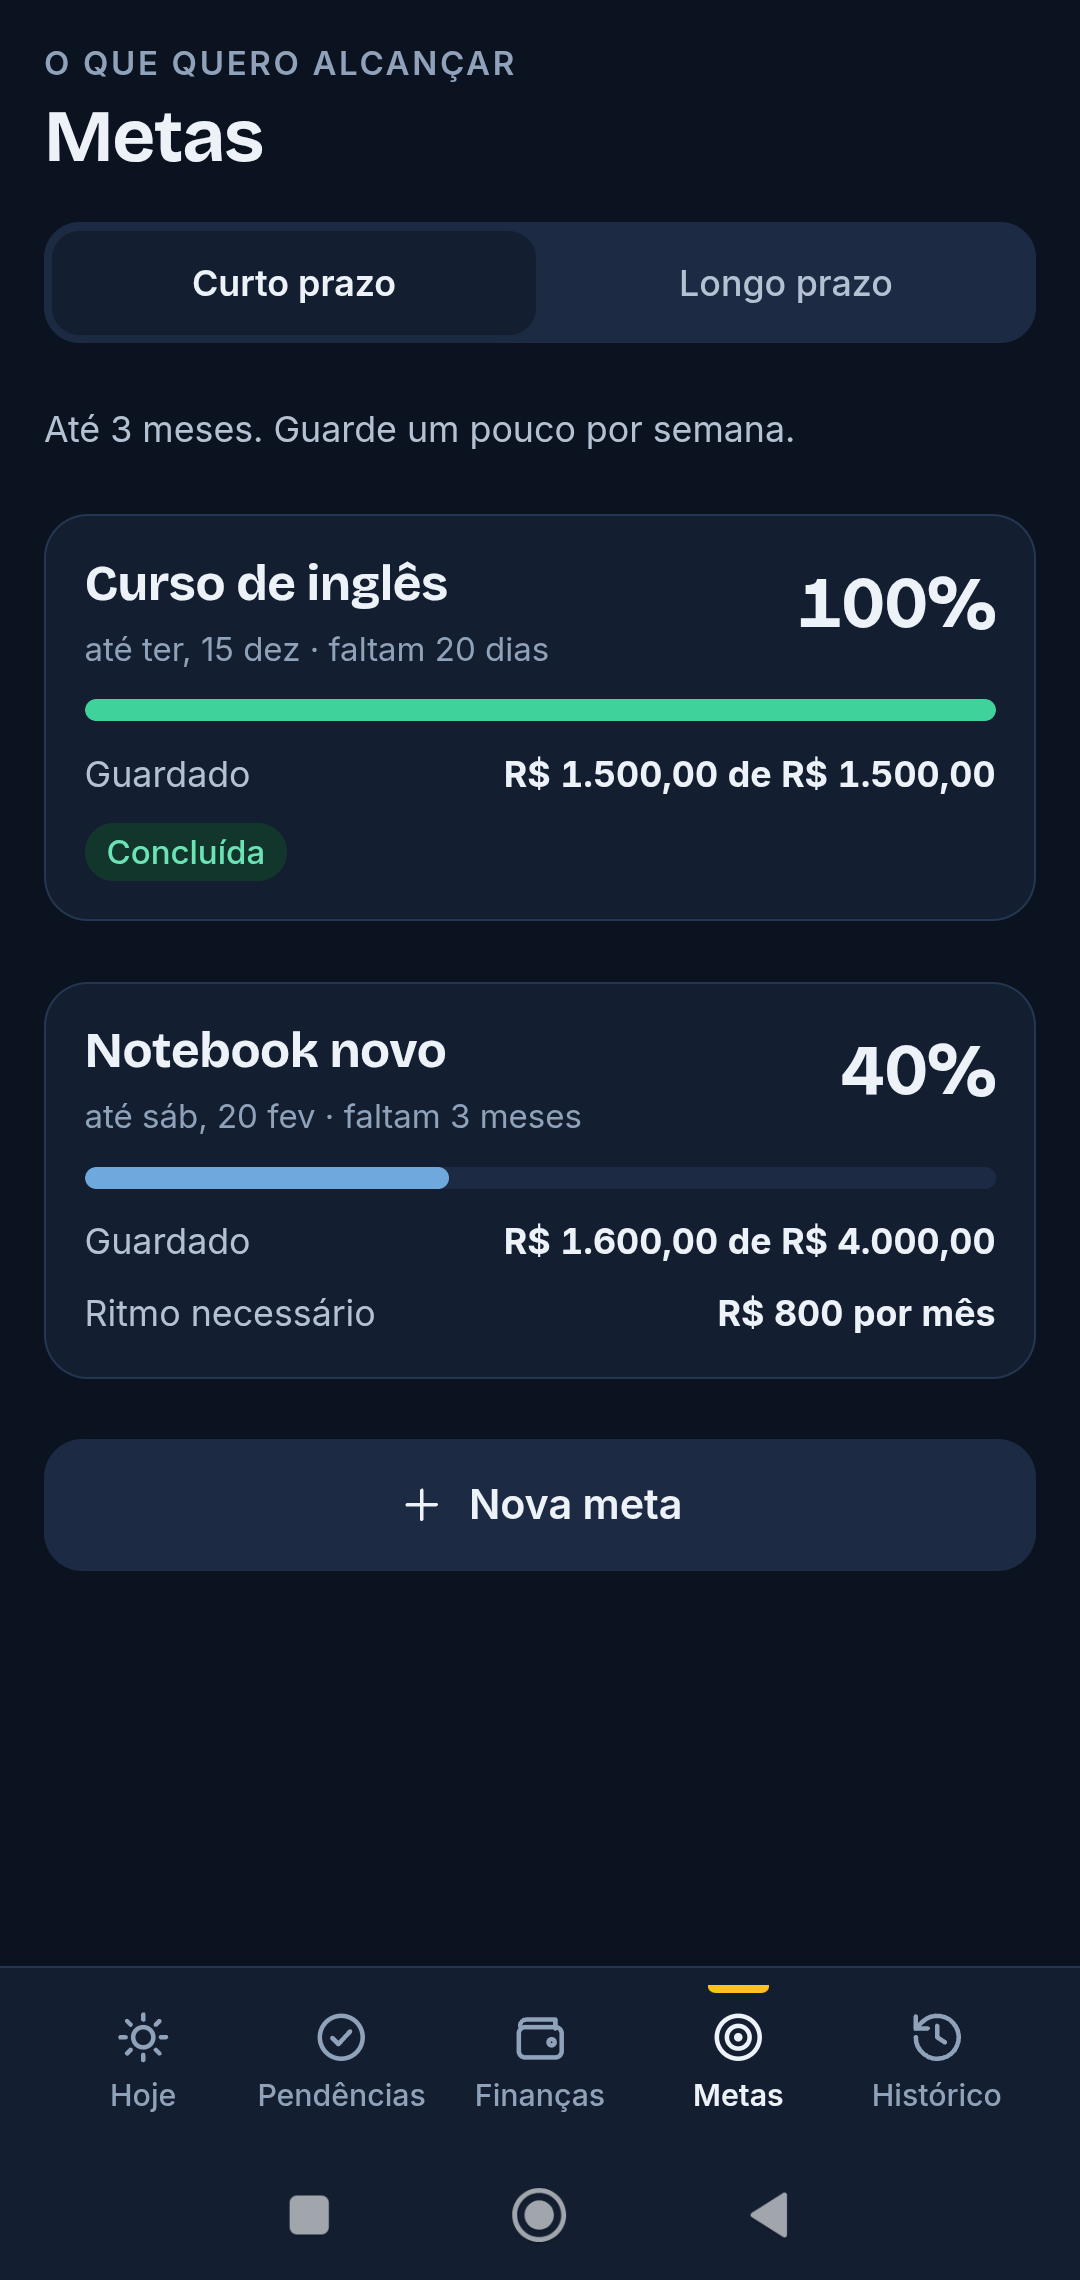 O QUE QUERO ALCANÇAR
Metas
Curto prazo
Longo prazo
Até 3 meses. Guarde um pouco por semana.
Curso de inglês
100%
até ter, 15 dez · faltam 20 dias
Guardado
R$ 1.500,00 de R$ 1.500,00
Concluída
Notebook novo
40%
até sáb, 20 fev · faltam 3 meses
Guardado
R$ 1.600,00 de R$ 4.000,00
Ritmo necessário
R$ 800 por mês
Nova meta
Hoje
Pendências
Finanças
Metas
Histórico